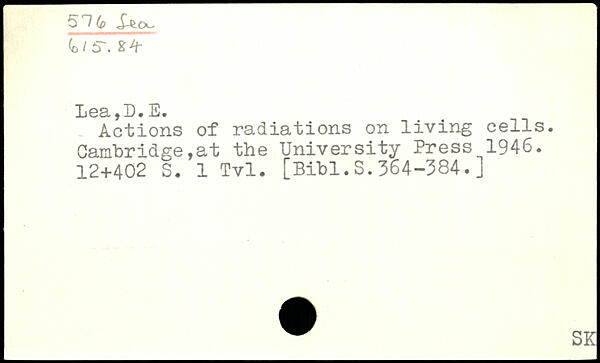 576 Lea
615.84
Lea,D.E.
Actions of radiations on living cells.
Cambridge,at the University Press 1946.
12+402 S. 1 Tvl. [Bibl.S.364-384.]
SK